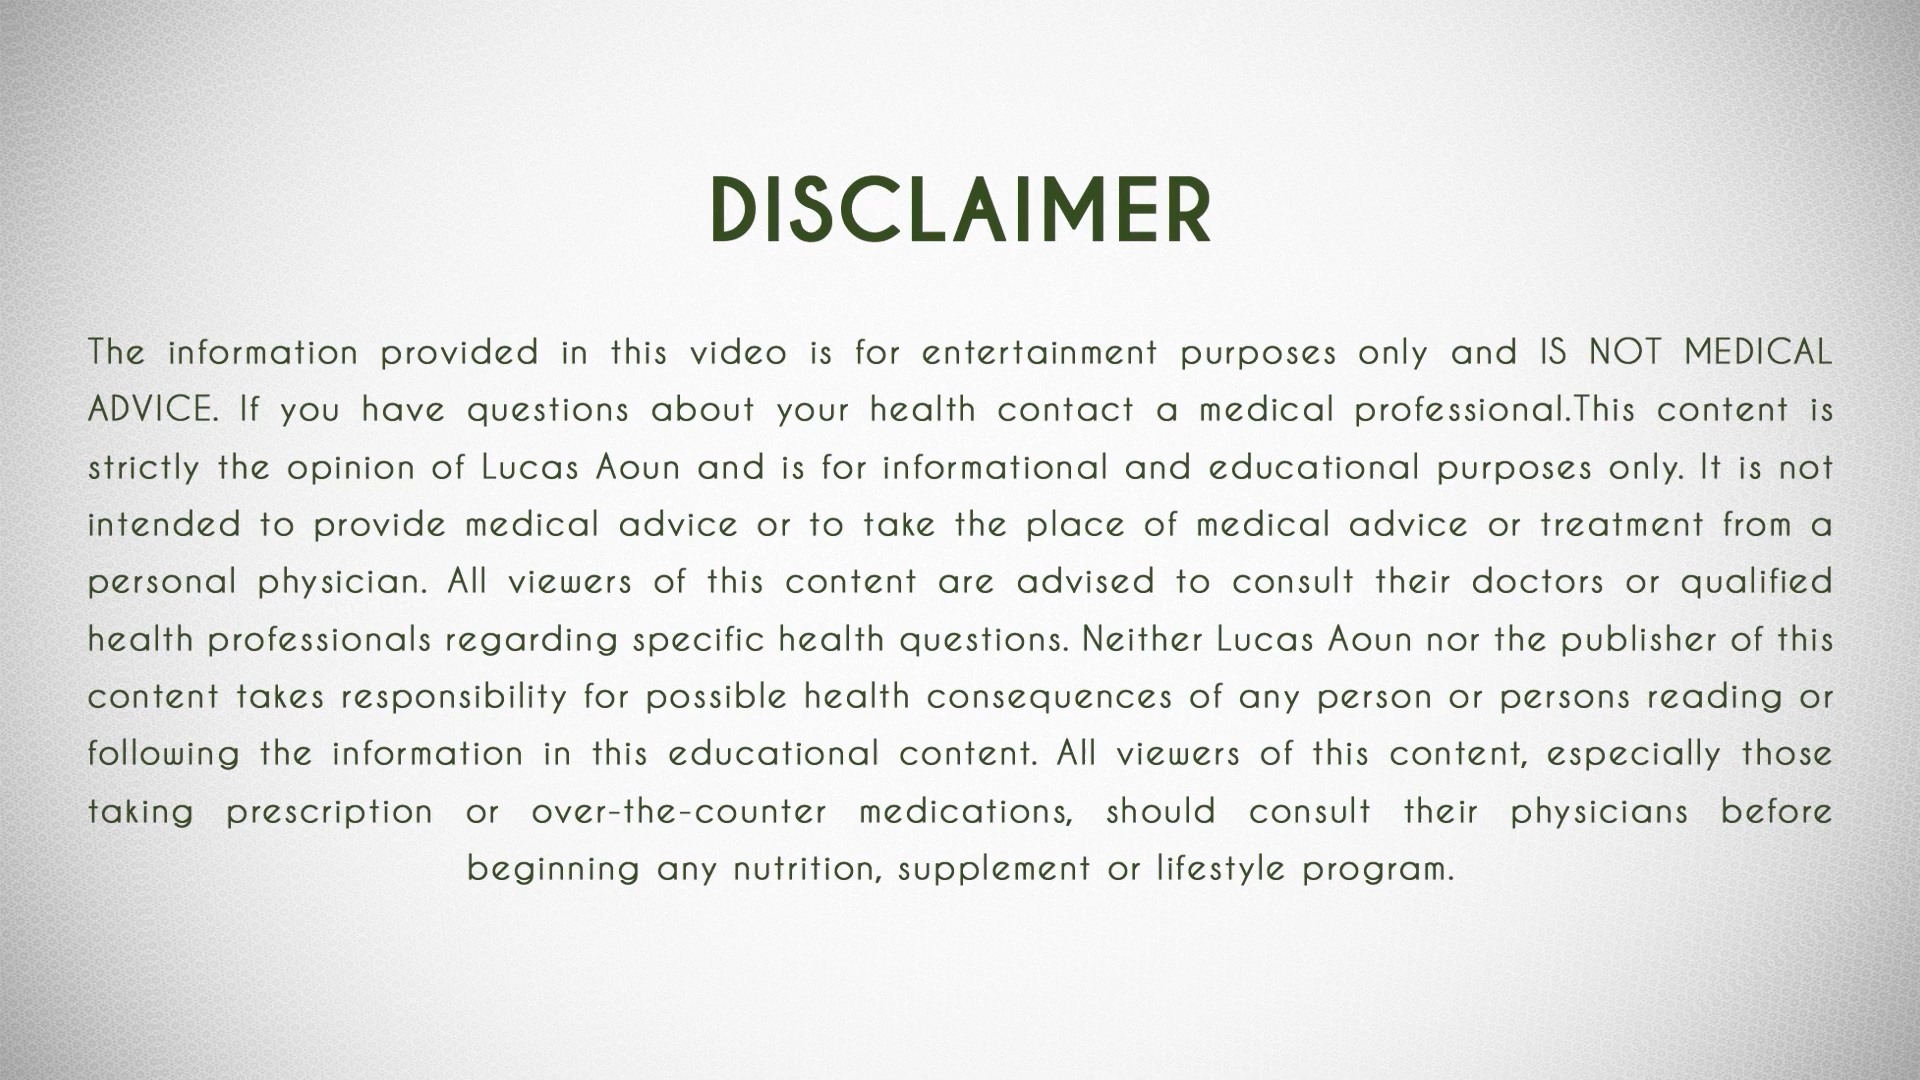 DISCLAIMER
The information provided in this video is for entertainment purposes only and IS NOT MEDICAL
ADVICE. If you have questions about your health contact a medical professional.This content is
strictly the opinion of Lucas Aoun and is for informational and educational purposes only. It is not
intended to provide medical advice or to take the place of medical advice or treatment from a
personal physician. All viewers of this content are advised to consult their doctors or qualified
health professionals regarding specific health questions. Neither Lucas Aoun nor the publisher of this
content takes responsibility for possible health consequences of any person or persons reading or
following the information in this educational content. All viewers of this content, especially those
taking prescription or over-the-counter medications, should consult their physicians before
beginning any nutrition, supplement or lifestyle program.